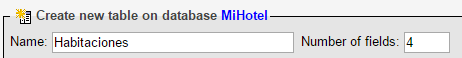 Create new table on database MiHotel
Name: Habitaciones Number of fields: 4